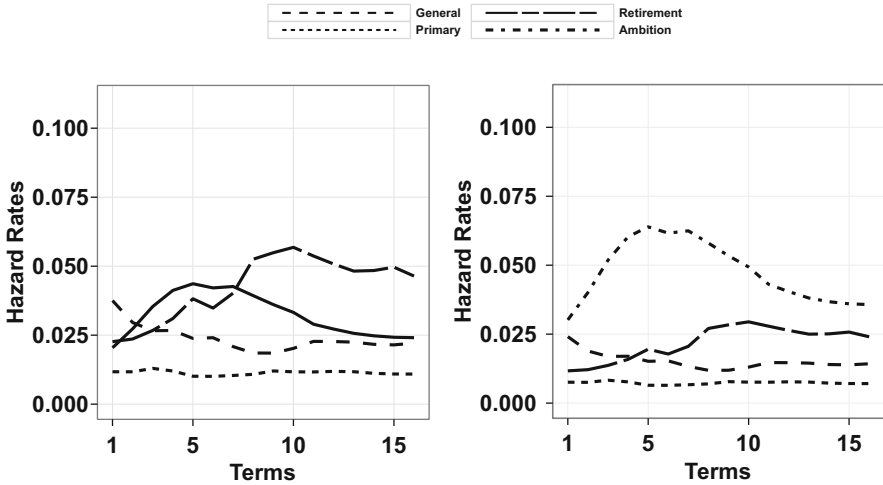 General Retirement
Primary Ambition
0.100
0.075
0.050
0.025
0.000
Hazard Rates
1 5 10 15
Terms
0.100
0.075
0.050
0.025
0.000
Hazard Rates
1 5 10 15
Terms